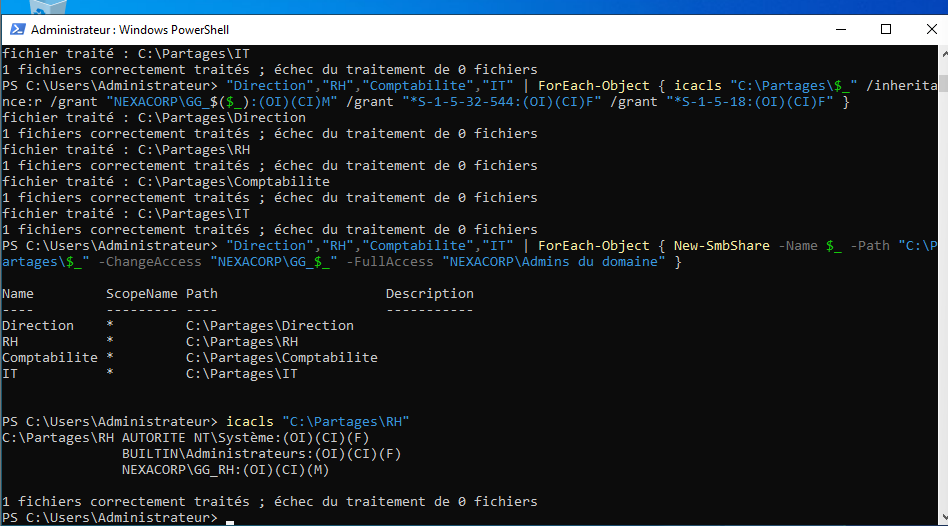 Administrateur : Windows PowerShell
fichier traité : C:\Partages\IT
1 fichiers correctement traités ; échec du traitement de 0 fichiers
PS C:\Users\Administrateur> "Direction","RH","Comptabilite","IT" | ForEach-Object { icacls "C:\Partages\$_" /inherita
nce:r /grant "NEXACORP\GG_$($_):(OI)(CI)M" /grant "*S-1-5-32-544:(OI)(CI)F" /grant "*S-1-5-18:(OI)(CI)F" }
fichier traité : C:\Partages\Direction
1 fichiers correctement traités ; échec du traitement de 0 fichiers
fichier traité : C:\Partages\RH
1 fichiers correctement traités ; échec du traitement de 0 fichiers
fichier traité : C:\Partages\Comptabilite
1 fichiers correctement traités ; échec du traitement de 0 fichiers
fichier traité : C:\Partages\IT
1 fichiers correctement traités ; échec du traitement de 0 fichiers
PS C:\Users\Administrateur> "Direction","RH","Comptabilite","IT" | ForEach-Object { New-SmbShare -Name $_ -Path "C:\P
artages\$_" -ChangeAccess "NEXACORP\GG_$_" -FullAccess "NEXACORP\Admins du domaine" }
Name ScopeName Path Description
---- --------- ---- -----------
Direction * C:\Partages\Direction
RH * C:\Partages\RH
Comptabilite * C:\Partages\Comptabilite
IT * C:\Partages\IT
PS C:\Users\Administrateur> icacls "C:\Partages\RH"
C:\Partages\RH AUTORITE NT\Système:(OI)(CI)(F)
BUILTIN\Administrateurs:(OI)(CI)(F)
NEXACORP\GG_RH:(OI)(CI)(M)
1 fichiers correctement traités ; échec du traitement de 0 fichiers
PS C:\Users\Administrateur>